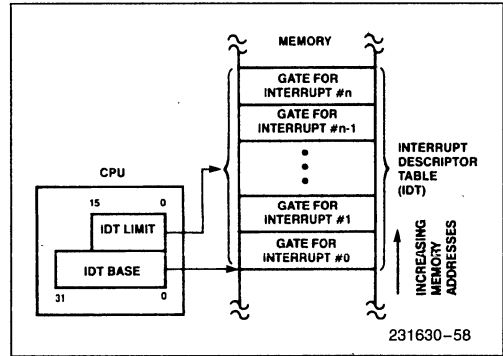 MEMORY
GATE FOR
INTERRUPT #n
GATE FOR
INTERRUPT #n-1
INTERRUPT
DESCRIPTOR
TABLE
(IDT)
CPU
15 0
IDT LIMIT
IDT BASE
31 0
GATE FOR
INTERRUPT #1
GATE FOR
INTERRUPT #0
INCREASING
MEMORY
ADDRESSES
231630–58